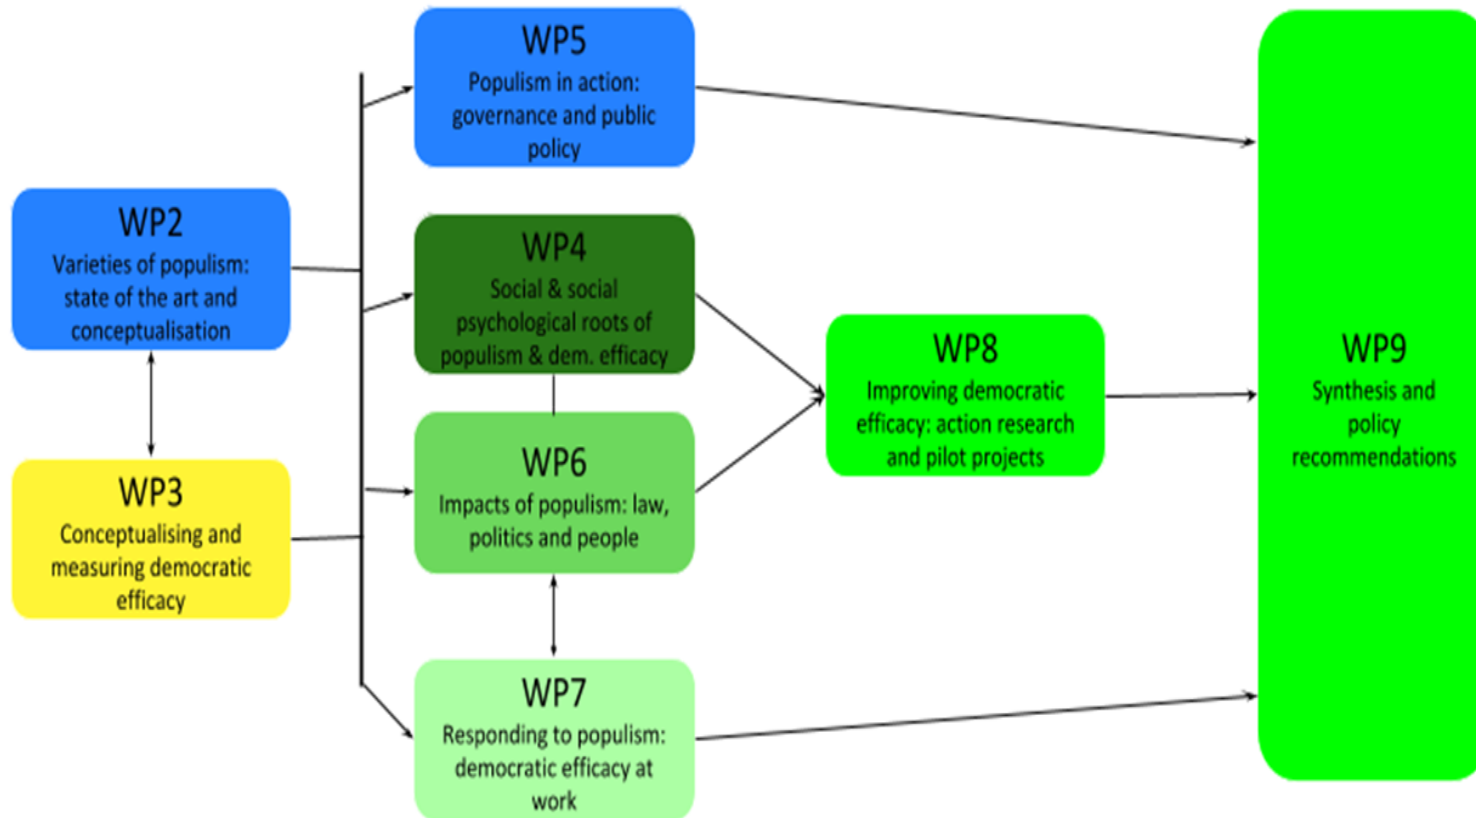 WP5
Populism in action:
governance and public
policy
WP2
Varieties of populism:
state of the art and
conceptualisation
WP4
Social & social
psychological roots of
populism & dem. efficacy
WP8
Improving democratic
efficacy: action research
and pilot projects
WP9
Synthesis and
policy
recommendations
WP3
Conceptualising and
measuring democratic
efficacy
WP6
Impacts of populism: law,
politics and people
WP7
Responding to populism:
democratic efficacy at
work